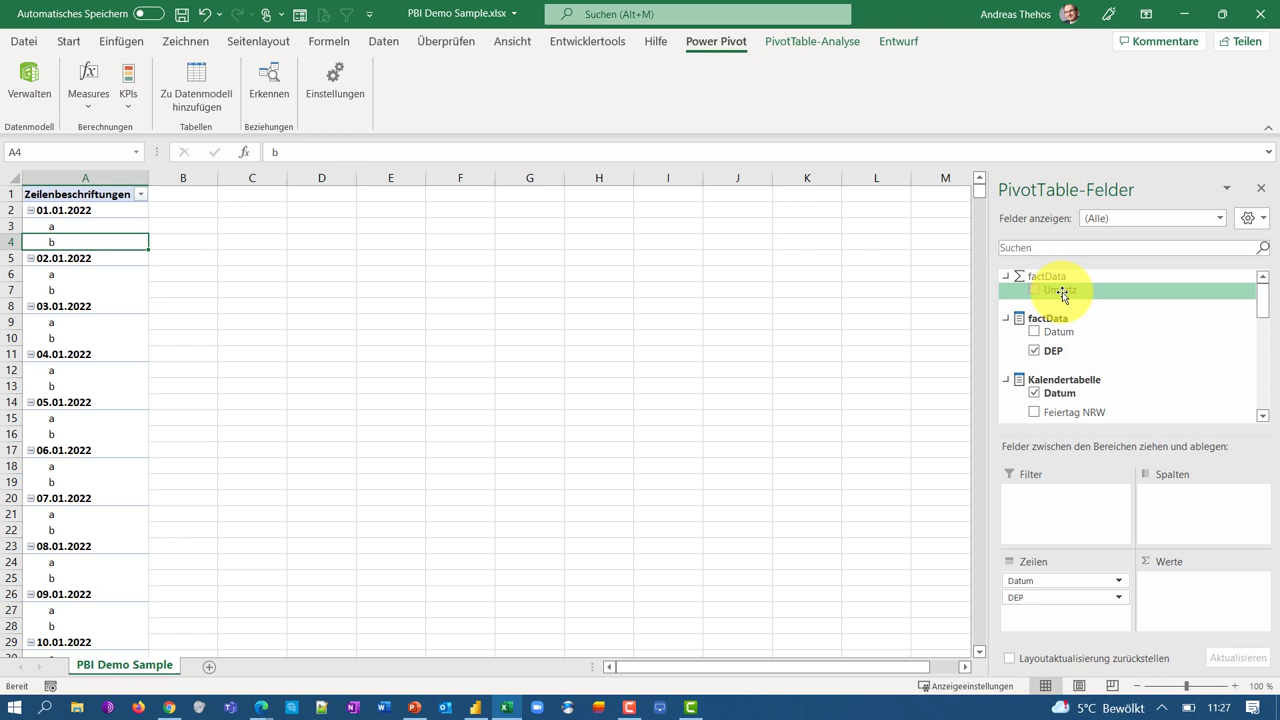 Automatisches Speichern
PBI Demo Sample.xlsx
Suchen (Alt+M)
Andreas Thehos
Datei Start Einfügen Zeichnen Seitenlayout Formeln Daten Überprüfen Ansicht Entwicklertools Hilfe Power Pivot PivotTable-Analyse Entwurf Kommentare Teilen
Verwalten
Measures
KPIs
Zu Datenmodell
hinzufügen
Erkennen
Einstellungen
Datenmodell
Berechnungen
Tabellen
Beziehungen
A4
fx
b
A B C D E F G H I J K L M
1 Zeilenbeschriftungen
2 01.01.2022
3 a
4 b
5 02.01.2022
6 a
7 b
8 03.01.2022
9 a
10 b
11 04.01.2022
12 a
13 b
14 05.01.2022
15 a
16 b
17 06.01.2022
18 a
19 b
20 07.01.2022
21 a
22 b
23 08.01.2022
24 a
25 b
26 09.01.2022
27 a
28 b
29 10.01.2022
PivotTable-Felder
Felder anzeigen: (Alle)
Suchen
∑ factData
Umsatz
factData
Datum
DEP
Kalendertabelle
Datum
Feiertag NRW
Felder zwischen den Bereichen ziehen und ablegen:
Filter
Spalten
Zeilen
∑ Werte
Datum
DEP
Layoutaktualisierung zurückstellen
Aktualisieren
PBI Demo Sample
Bereit
Anzeigeeinstellungen
100 %
5°C Bewölkt
11:27